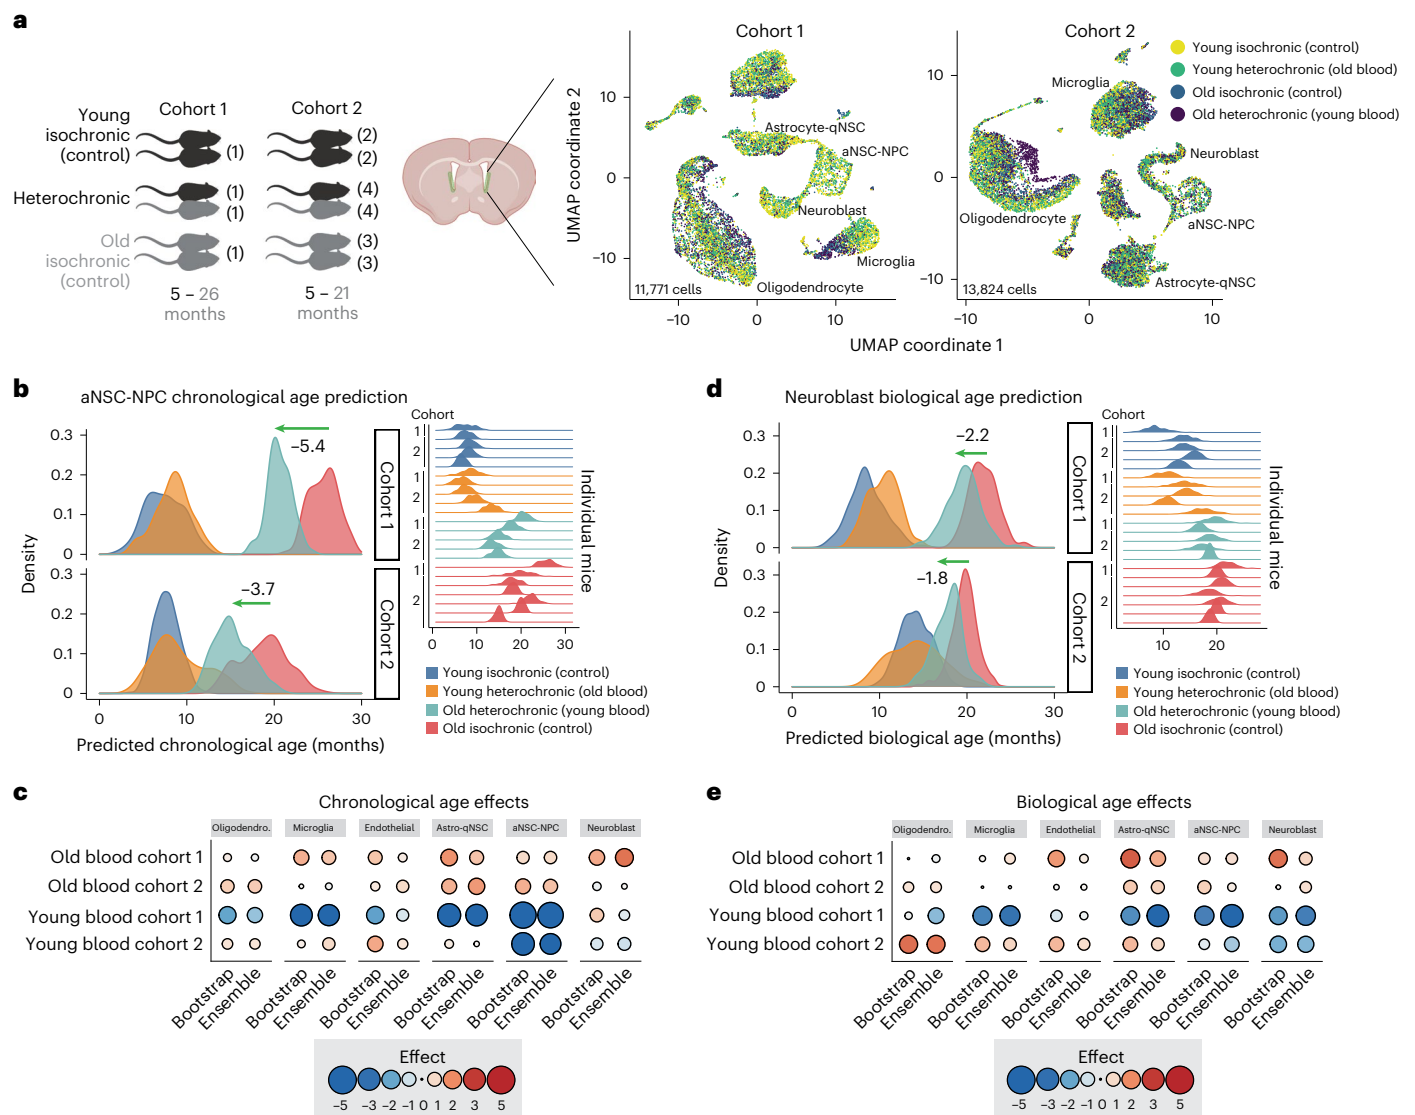 a
Cohort 1
Cohort 2
Young
isochronic
(control)
(1)
(2)
(2)
Heterochronic
(1)
(1)
(4)
(4)
Old
isochronic
(control)
(1)
(3)
(3)
5 – 26
months
5 – 21
months
Cohort 1
UMAP coordinate 2
10
0
−10
Astrocyte-qNSC
aNSC-NPC
Neuroblast
Microglia
Oligodendrocyte
11,771 cells
−10
0
10
Cohort 2
10
0
−10
Microglia
Neuroblast
Oligodendrocyte
aNSC-NPC
Astrocyte-qNSC
13,824 cells
−10
0
10
UMAP coordinate 1
Young isochronic (control)
Young heterochronic (old blood)
Old isochronic (control)
Old heterochronic (young blood)
b
aNSC-NPC chronological age prediction
Density
0.3
0.2
0.1
0
−5.4
Cohort 1
0.3
0.2
0.1
0
−3.7
Cohort 2
0
10
20
30
Predicted chronological age (months)
Cohort
1
2
1
2
1
2
1
2
Individual mice
0
10
20
30
Young isochronic (control)
Young heterochronic (old blood)
Old heterochronic (young blood)
Old isochronic (control)
d
Neuroblast biological age prediction
Density
0.3
0.2
0.1
0
−2.2
Cohort 1
0.3
0.2
0.1
0
−1.8
Cohort 2
0
10
20
30
Predicted biological age (months)
Cohort
1
2
1
2
1
2
1
2
Individual mice
10
20
Young isochronic (control)
Young heterochronic (old blood)
Old heterochronic (young blood)
Old isochronic (control)
c
Chronological age effects
Oligodendro.
Microglia
Endothelial
Astro-qNSC
aNSC-NPC
Neuroblast
Old blood cohort 1
Old blood cohort 2
Young blood cohort 1
Young blood cohort 2
Bootstrap
Ensemble
Bootstrap
Ensemble
Bootstrap
Ensemble
Bootstrap
Ensemble
Bootstrap
Ensemble
Bootstrap
Ensemble
Effect
−5 −3 −2 −1 0 1 2 3 5
e
Biological age effects
Oligodendro.
Microglia
Endothelial
Astro-qNSC
aNSC-NPC
Neuroblast
Old blood cohort 1
Old blood cohort 2
Young blood cohort 1
Young blood cohort 2
Bootstrap
Ensemble
Bootstrap
Ensemble
Bootstrap
Ensemble
Bootstrap
Ensemble
Bootstrap
Ensemble
Bootstrap
Ensemble
Effect
−5 −3 −2 −1 0 1 2 3 5